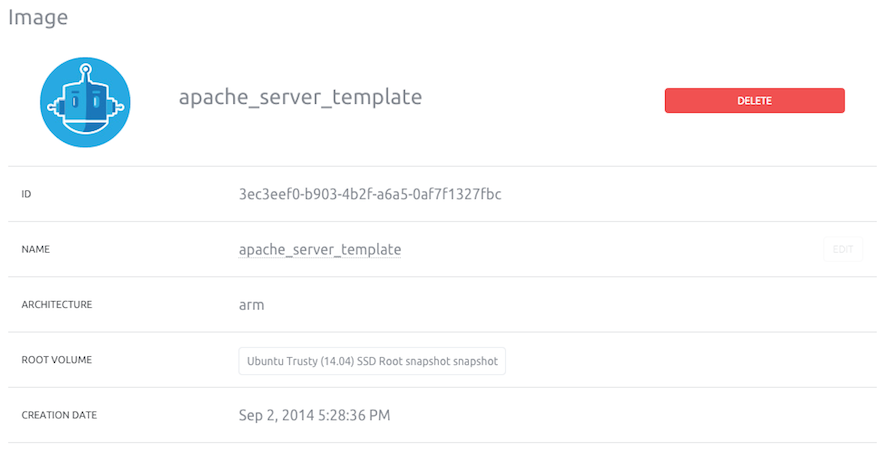 Image
apache_server_template
DELETE
ID
3ec3eef0-b903-4b2f-a6a5-0af7f1327fbc
NAME
apache_server_template
EDIT
ARCHITECTURE
arm
ROOT VOLUME
Ubuntu Trusty (14.04) SSD Root snapshot snapshot
CREATION DATE
Sep 2, 2014 5:28:36 PM